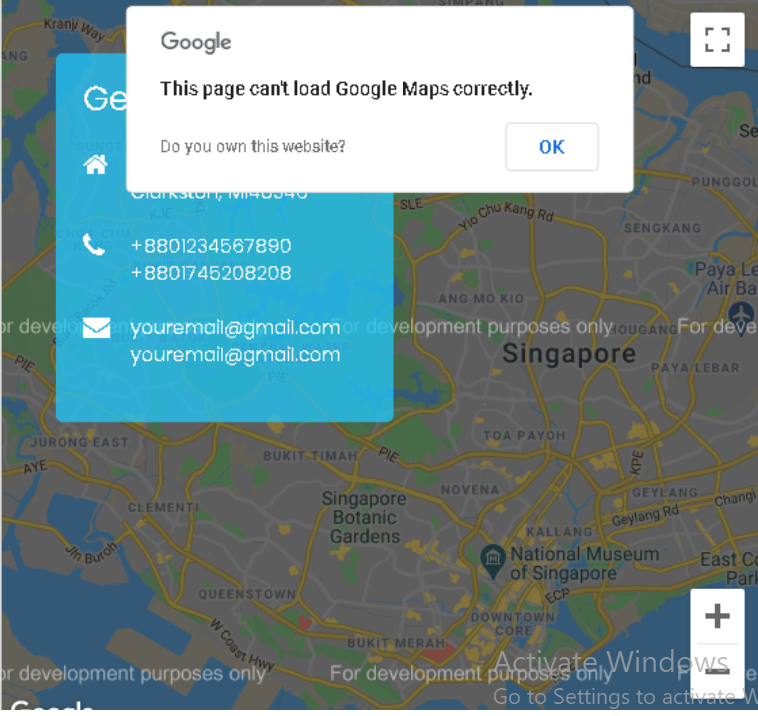 SIMPANG
Kranji Way
Google
This page can't load Google Maps correctly.
Do you own this website?
OK
Ge
Clarkston, MI48346
+8801234567890
+8801745208208
youremail@gmail.com
youremail@gmail.com
SLE
Yio Chu Kang Rd
PUNGGOL
SENGKANG
KJE
ANG MO KIO
Paya Le
Air Ba
or development purposes only
For development purposes only
For deve
HOUGANG
Singapore
PAYA LEBAR
PIE
PIE
JURONG EAST
AYE
TOA PAYOH
BUKIT TIMAH
PIE
KPE
NOVENA
GEYLANG
Changi
Geylang Rd
Singapore
Botanic
Gardens
CLEMENTI
KALLANG
Jln Buroh
National Museum
of Singapore
East Co
Park
ECP
QUEENSTOWN
DOWNTOWN
CORE
W Coast Hwy
BUKIT MERAH
or development purposes only
For development purposes only
Activate Windows
Go to Settings to activate W
Google